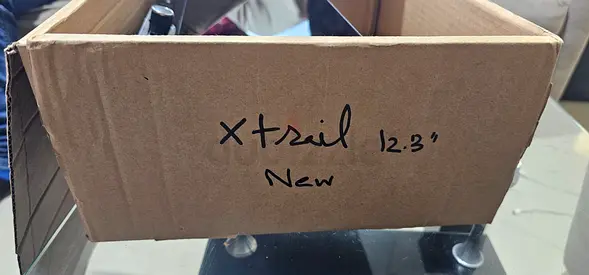 Xtrail 12.3"
New